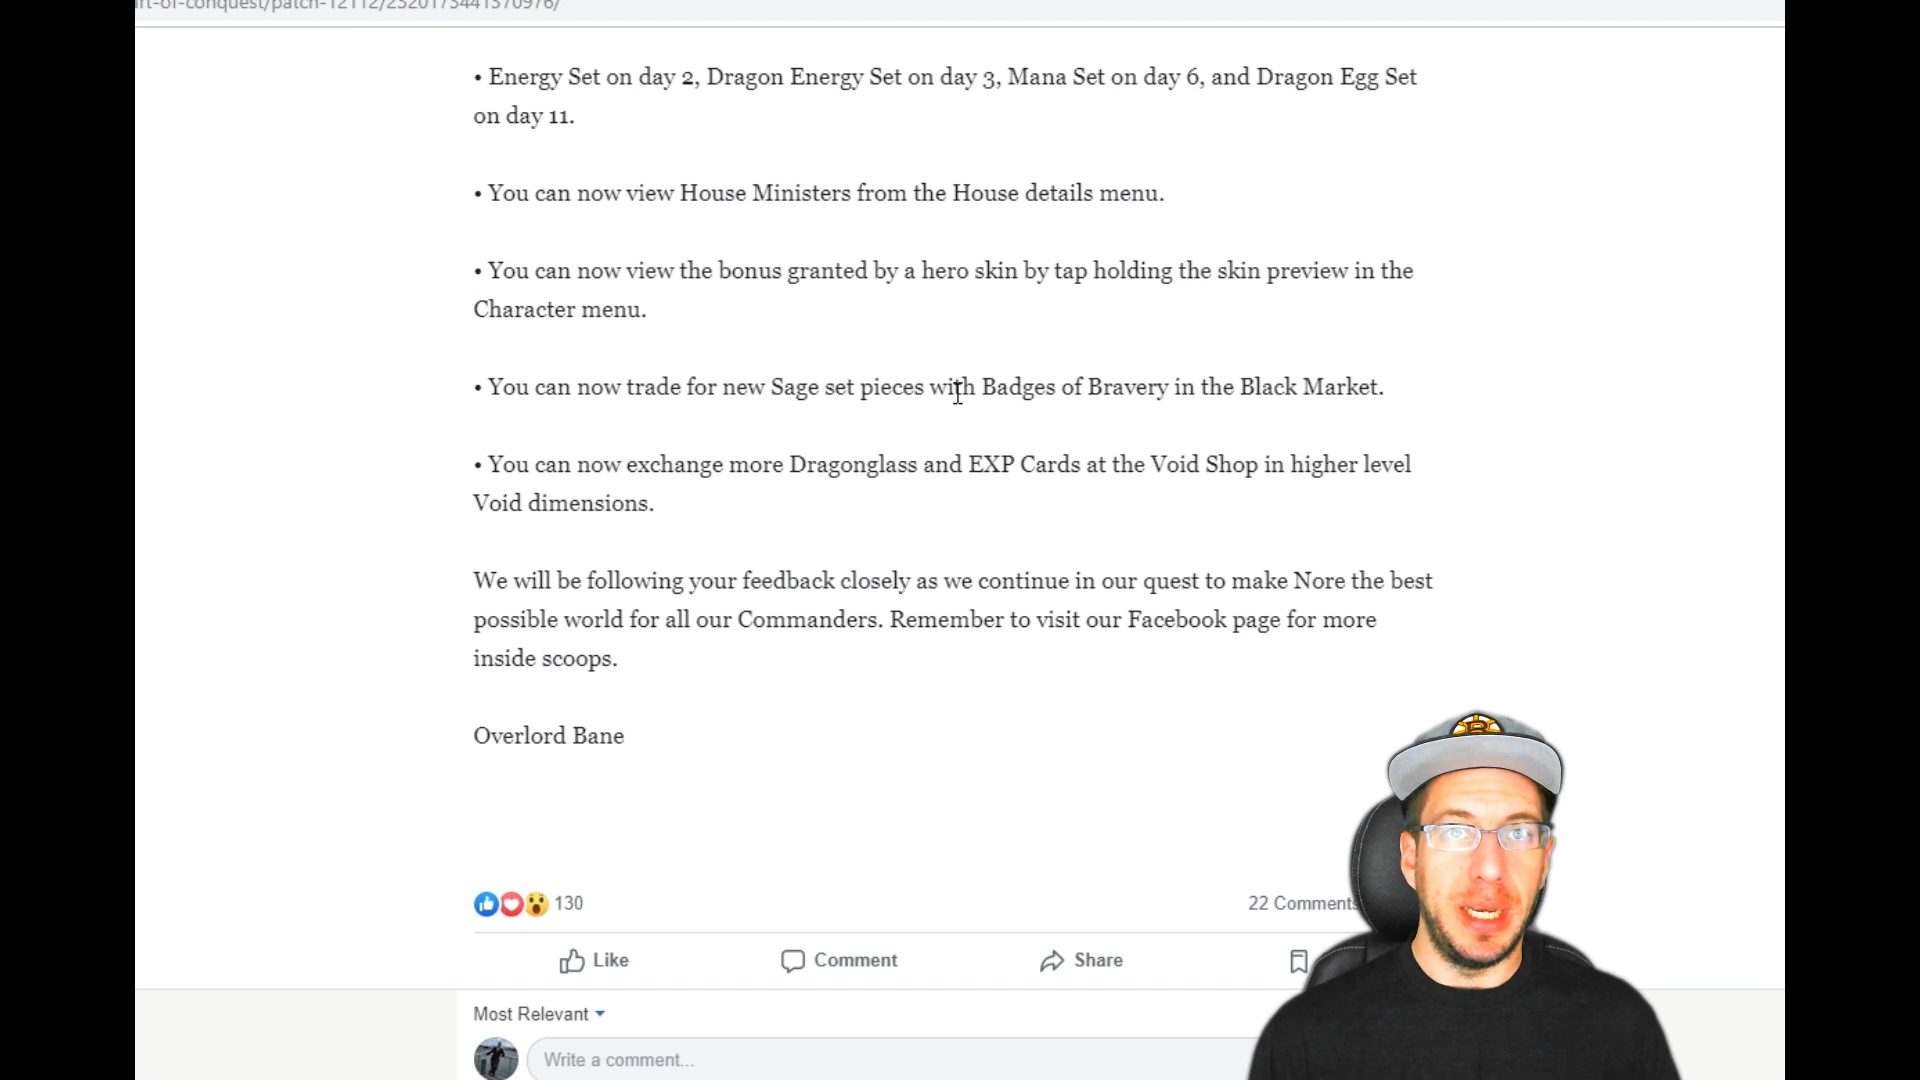 rt-of-conquest/patch-12112/2320173441370976/
• Energy Set on day 2, Dragon Energy Set on day 3, Mana Set on day 6, and Dragon Egg Set
on day 11.
• You can now view House Ministers from the House details menu.
• You can now view the bonus granted by a hero skin by tap holding the skin preview in the
Character menu.
• You can now trade for new Sage set pieces with Badges of Bravery in the Black Market.
• You can now exchange more Dragonglass and EXP Cards at the Void Shop in higher level
Void dimensions.
We will be following your feedback closely as we continue in our quest to make Nore the best
possible world for all our Commanders. Remember to visit our Facebook page for more
inside scoops.
Overlord Bane
130
22 Comments
Like
Comment
Share
Most Relevant
Write a comment...
B